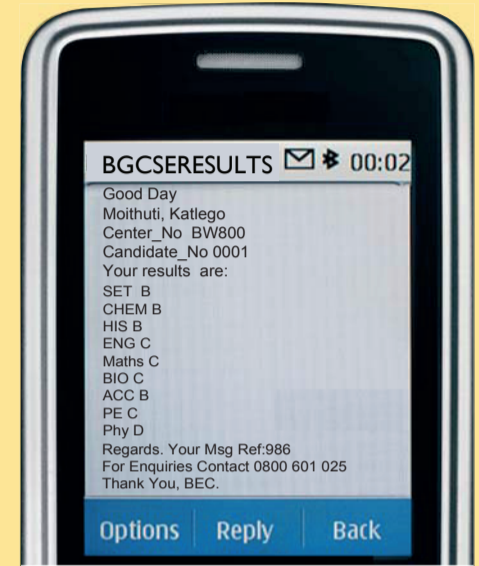 BGCSERESULTS 00:02
Good Day
Moithuti, Katlego
Center_No BW800
Candidate_No 0001
Your results are:
SET B
CHEM B
HIS B
ENG C
Maths C
BIO C
ACC B
PE C
Phy D
Regards. Your Msg Ref:986
For Enquiries Contact 0800 601 025
Thank You, BEC.
Options Reply Back